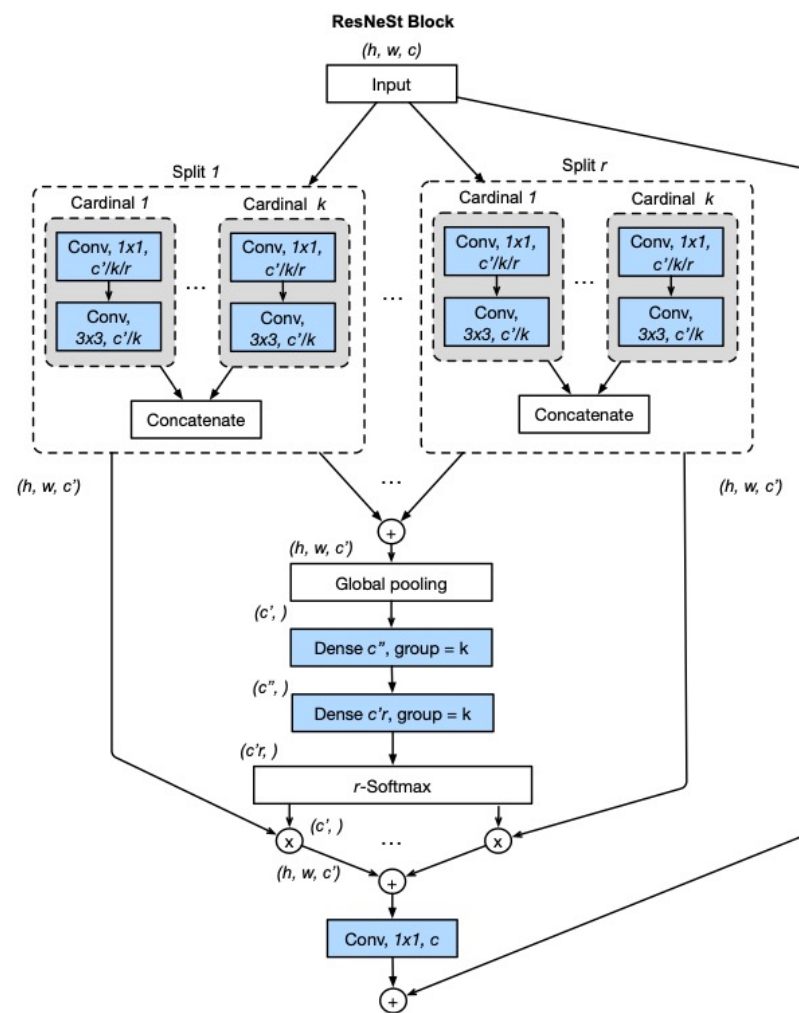 ResNeSt Block
(h, w, c)
Input
Split 1
Split r
Cardinal 1
Cardinal k
Cardinal 1
Cardinal k
Conv, 1x1,
c'/k/r
Conv, 1x1,
c'/k/r
Conv, 1x1,
c'/k/r
Conv, 1x1,
c'/k/r
...
...
...
Conv,
3x3, c'/k
Conv,
3x3, c'/k
Conv,
3x3, c'/k
Conv,
3x3, c'/k
Concatenate
Concatenate
(h, w, c')
...
(h, w, c')
+
(h, w, c')
Global pooling
(c', )
Dense c", group = k
(c", )
Dense c'r, group = k
(c'r, )
r-Softmax
(c', )
x
...
x
(h, w, c')
+
Conv, 1x1, c
+